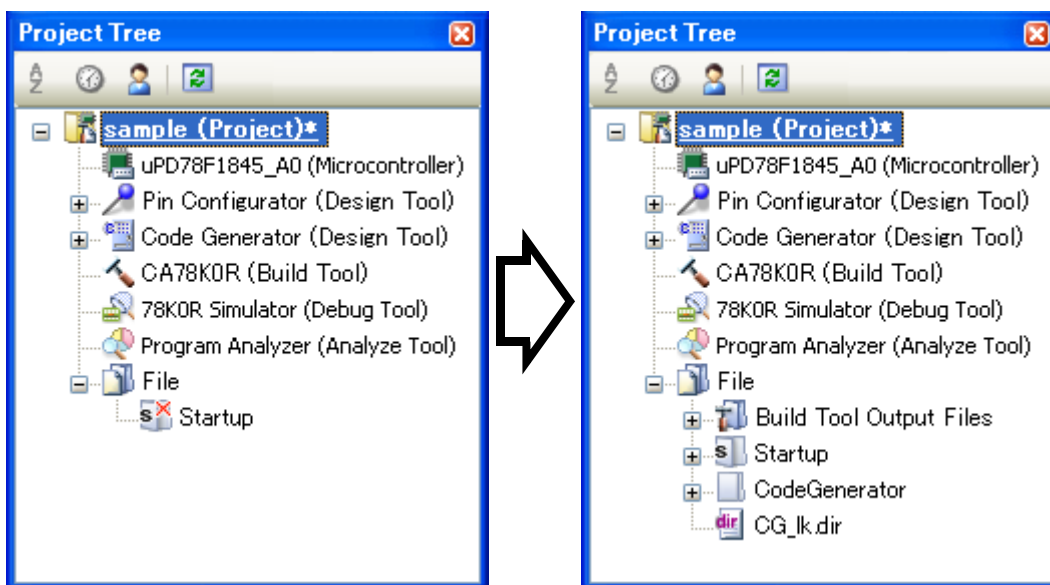 Project Tree
sample (Project)*
uPD78F1845_A0 (Microcontroller)
Pin Configurator (Design Tool)
Code Generator (Design Tool)
CA78K0R (Build Tool)
78K0R Simulator (Debug Tool)
Program Analyzer (Analyze Tool)
File
Startup
Project Tree
sample (Project)*
uPD78F1845_A0 (Microcontroller)
Pin Configurator (Design Tool)
Code Generator (Design Tool)
CA78K0R (Build Tool)
78K0R Simulator (Debug Tool)
Program Analyzer (Analyze Tool)
File
Build Tool Output Files
Startup
CodeGenerator
dir CG_lk.dir